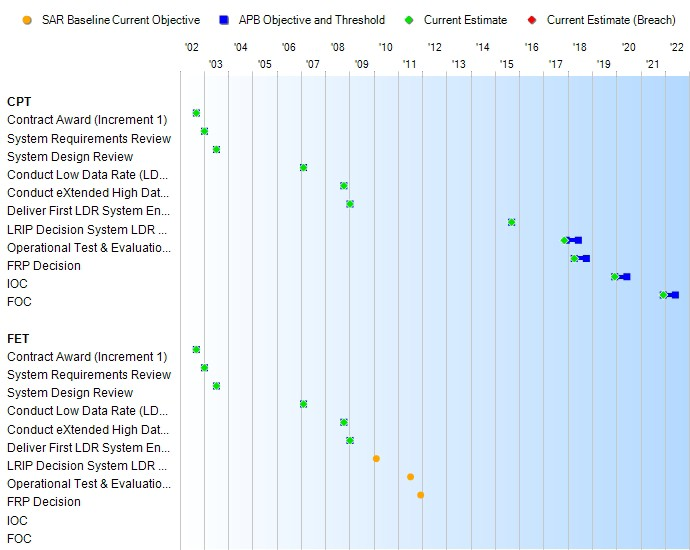 SAR Baseline Current Objective APB Objective and Threshold Current Estimate Current Estimate (Breach)
'02 '04 '06 '08 '10 '12 '14 '16 '18 '20 '22
'03 '05 '07 '09 '11 '13 '15 '17 '19 '21
CPT
Contract Award (Increment 1)
System Requirements Review
System Design Review
Conduct Low Data Rate (LD...
Conduct eXtended High Dat...
Deliver First LDR System En...
LRIP Decision System LDR ...
Operational Test & Evaluatio...
FRP Decision
IOC
FOC
FET
Contract Award (Increment 1)
System Requirements Review
System Design Review
Conduct Low Data Rate (LD...
Conduct eXtended High Dat...
Deliver First LDR System En...
LRIP Decision System LDR ...
Operational Test & Evaluatio...
FRP Decision
IOC
FOC